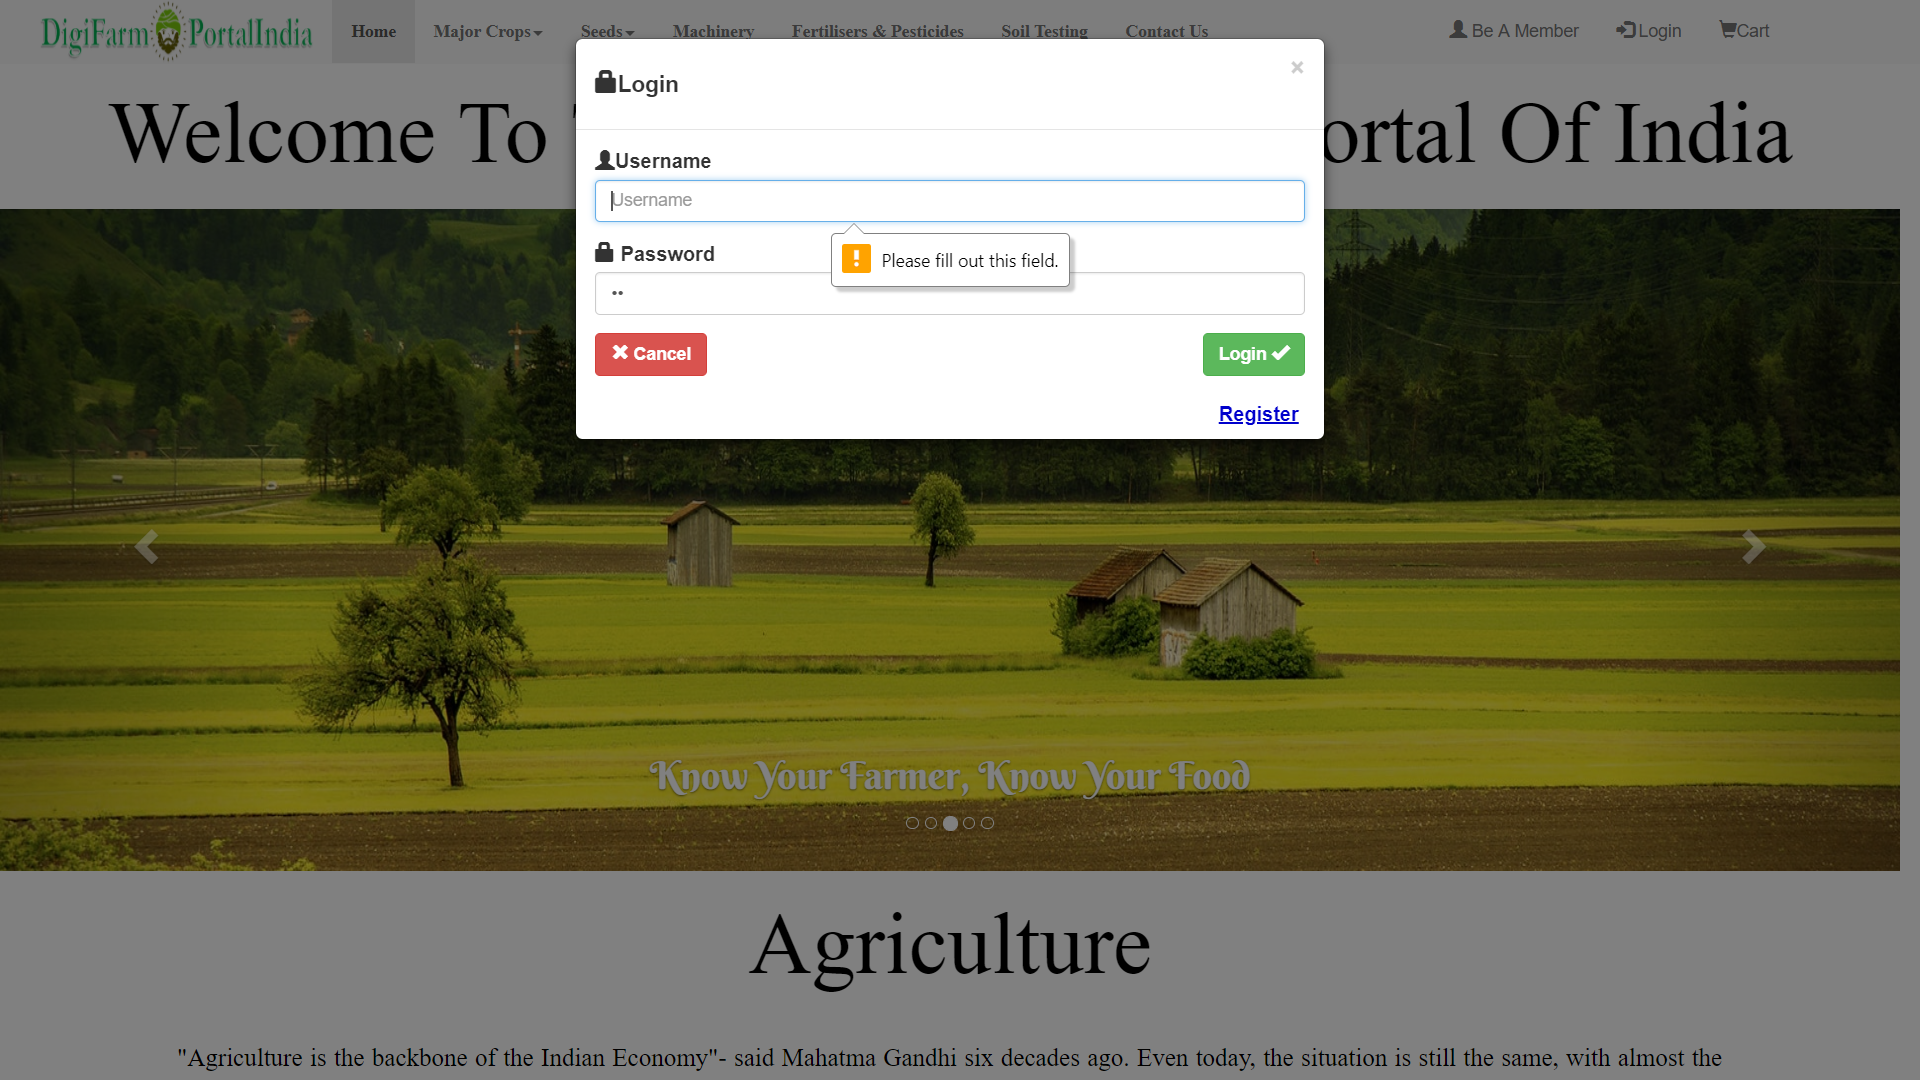 DigiFarm PortalIndia
Home Major Crops Seeds Machinery Fertilisers & Pesticides Soil Testing Contact Us Be A Member Login Cart
Login ×
Welcome To ortal Of India
Username
Username
Please fill out this field.
Password
••
Cancel Login
Register
Know Your Farmer, Know Your Food
Agriculture
"Agriculture is the backbone of the Indian Economy"- said Mahatma Gandhi six decades ago. Even today, the situation is still the same, with almost the